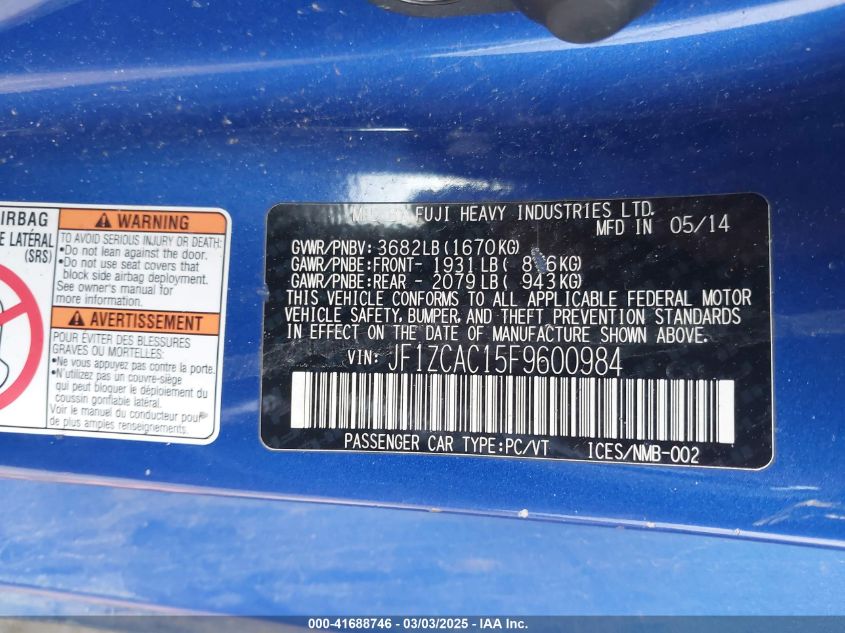 AIRBAG
E LATÉRAL
(SRS)
WARNING
TO AVOID SERIOUS INJURY OR DEATH:
•Do not lean against the door.
•Do not use seat covers that
block side airbag deployment.
See owner's manual for
more information.
AVERTISSEMENT
POUR ÉVITER DES BLESSURES
GRAVES OU MORTELLES:
•Ne vous appuyez pas contre la porte.
•N'utilisez pas un couvre-siège
qui peut bloquer le déploiement du
coussin gonflable latéral.
Voir le manuel du conducteur pour
de plus amples renseignements.
MFD BY FUJI HEAVY INDUSTRIES LTD.
MFD IN 05/14
GVWR/PNBV: 3682LB(1670KG)
GAWR/PNBE:FRONT- 1931LB( KG)
GAWR/PNBE:REAR - 2079LB( 943KG)
THIS VEHICLE CONFORMS TO ALL APPLICABLE FEDERAL MOTOR
VEHICLE SAFETY, BUMPER, AND THEFT PREVENTION STANDARDS
IN EFFECT ON THE DATE OF MANUFACTURE SHOWN ABOVE.
VIN: JF1ZCAC15F9600984
PASSENGER CAR TYPE:PC/VT ICES/NMB-002
000-41688746 - 03/03/2025 - IAA Inc.